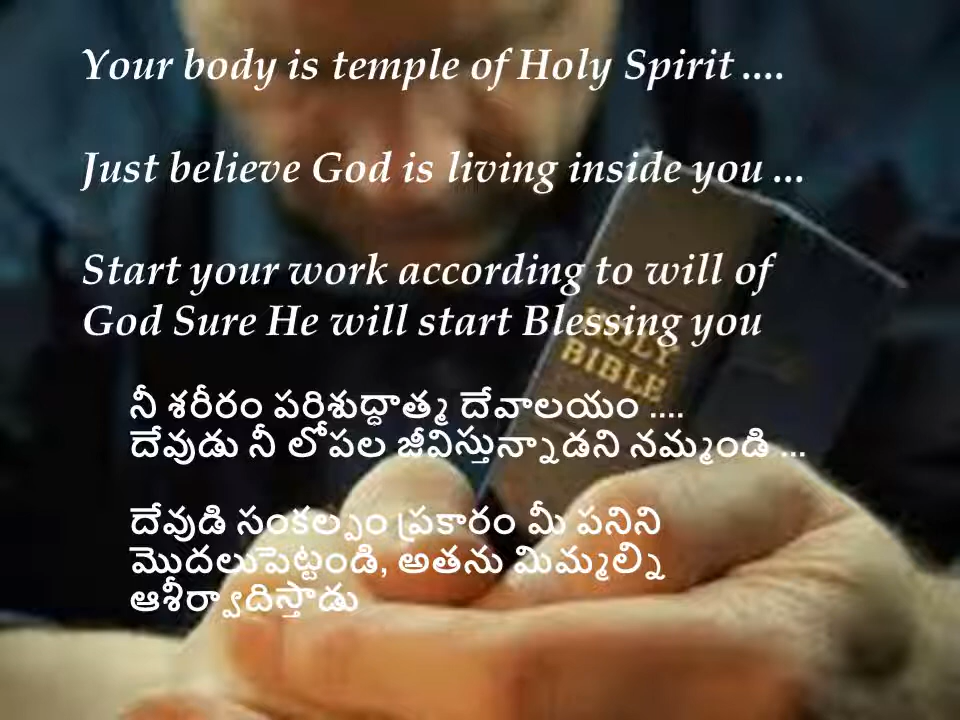 Your body is temple of Holy Spirit ....
Just believe God is living inside you ...
Start your work according to will of
God Sure He will start Blessing you
HOLY
BIBLE
నీ శరీరం పరిశుద్ధాత్మ దేవాలయం ....
దేవుడు నీ లోపల జీవిస్తున్నాడని నమ్మండి ...
దేవుడి సంకల్పం ప్రకారం మీ పనిని
మొదలుపెట్టండి, అతను మిమ్మల్ని
ఆశీర్వాదిస్తాడు